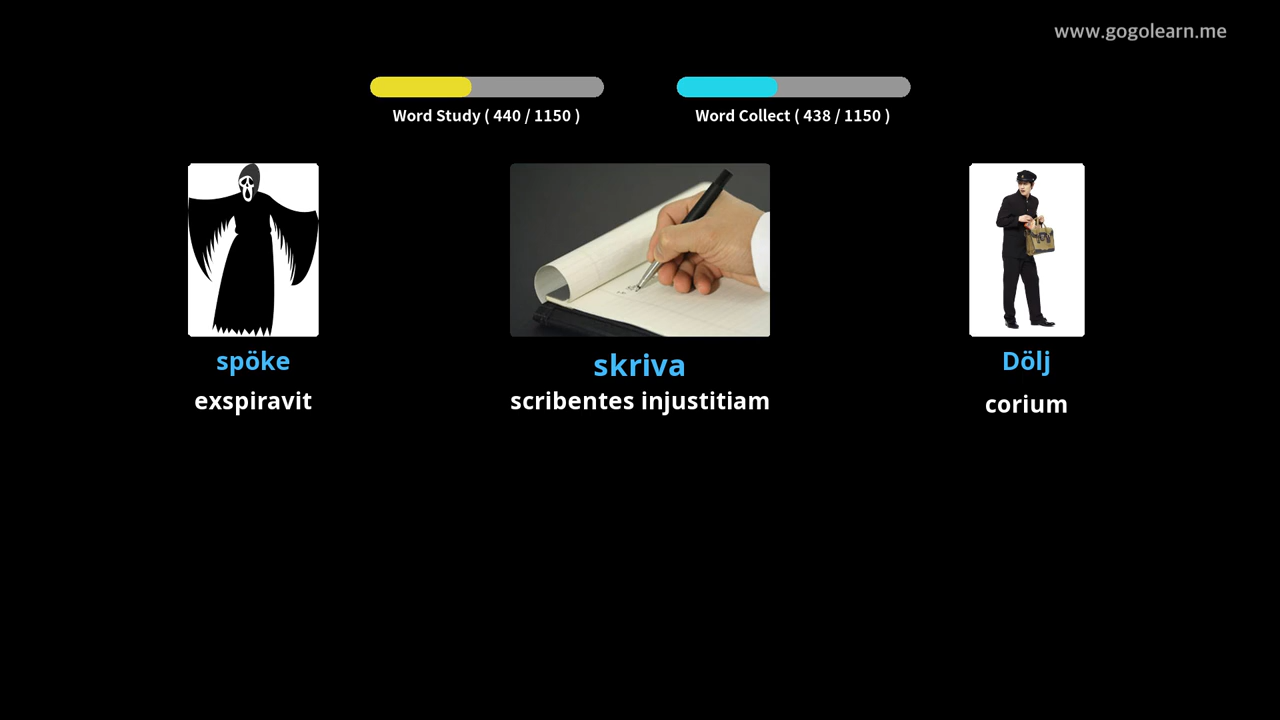 www.gogolearn.me
Word Study ( 440 / 1150 )
Word Collect ( 438 / 1150 )
spöke
exspiravit
skriva
scribentes injustitiam
Dölj
corium